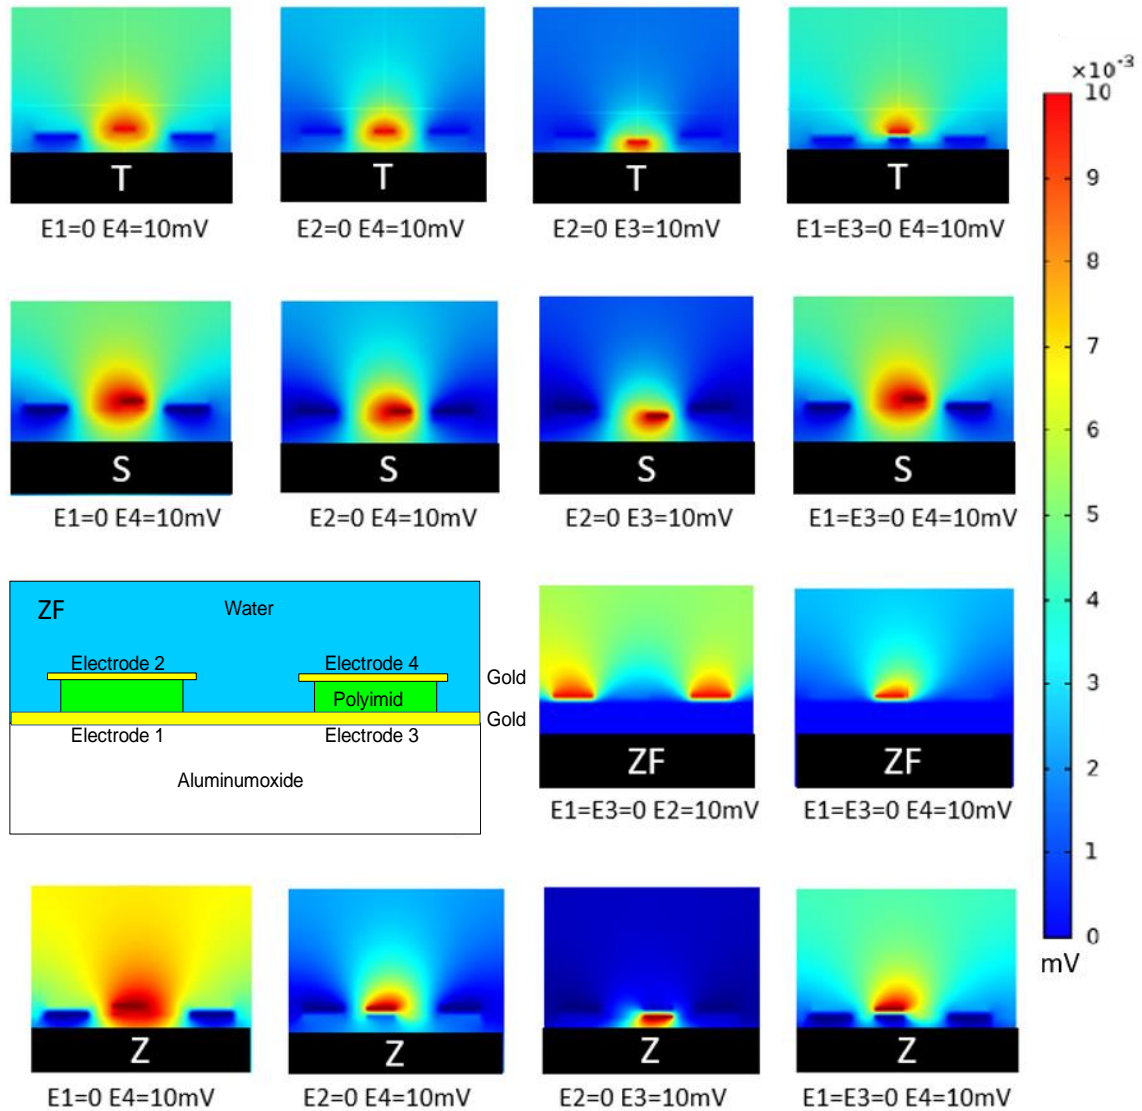 ×10⁻³
10
9
8
7
6
5
4
3
2
1
0
mV
T
T
T
T
E1=0 E4=10mV
E2=0 E4=10mV
E2=0 E3=10mV
E1=E3=0 E4=10mV
S
S
S
S
E1=0 E4=10mV
E2=0 E4=10mV
E2=0 E3=10mV
E1=E3=0 E4=10mV
ZF
Water
Electrode 2
Electrode 4
Gold
Polyimid
Gold
Electrode 1
Electrode 3
Aluminumoxide
ZF
ZF
E1=E3=0 E2=10mV
E1=E3=0 E4=10mV
Z
Z
Z
Z
E1=0 E4=10mV
E2=0 E4=10mV
E2=0 E3=10mV
E1=E3=0 E4=10mV